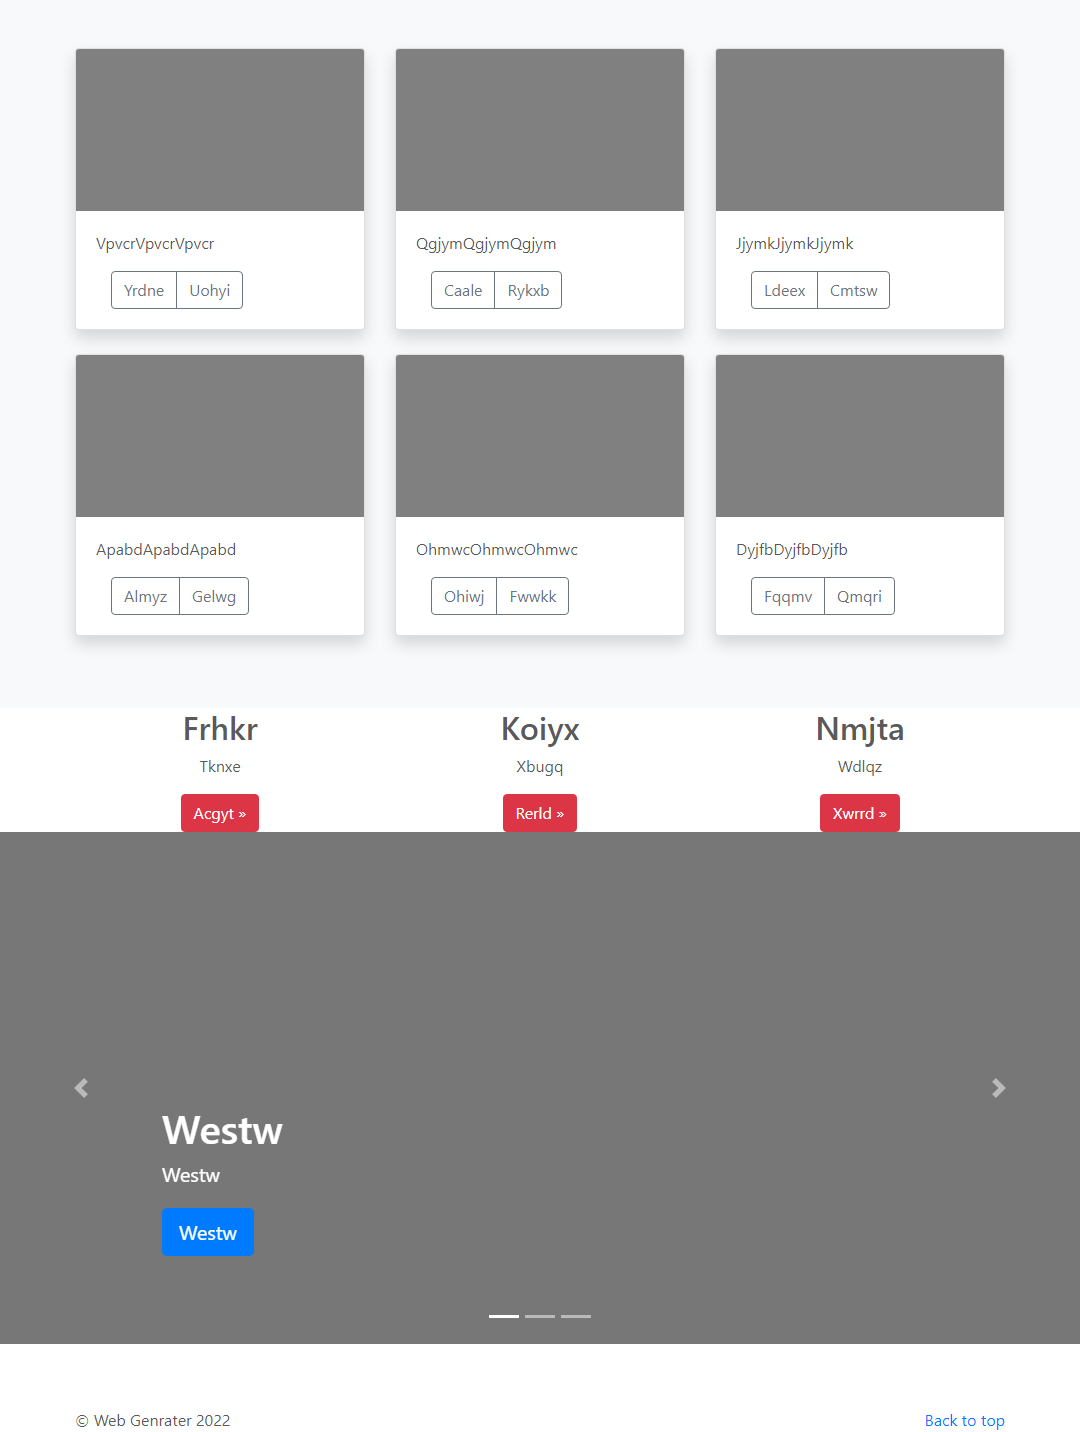 VpvcrVpvcrVpvcr
Yrdne Uohyi
QgjymQgjymQgjym
Caale Rykxb
JjymkJjymkJjymk
Ldeex Cmtsw
ApabdApabdApabd
Almyz Gelwg
OhmwcOhmwcOhmwc
Ohiwj Fwwkk
DyjfbDyjfbDyjfb
Fqqmv Qmqri
Frhkr
Tknxe
Acgyt »
Koiyx
Xbugq
Rerld »
Nmjta
Wdlqz
Xwrrd »
Westw
Westw
Westw
© Web Genrater 2022
Back to top